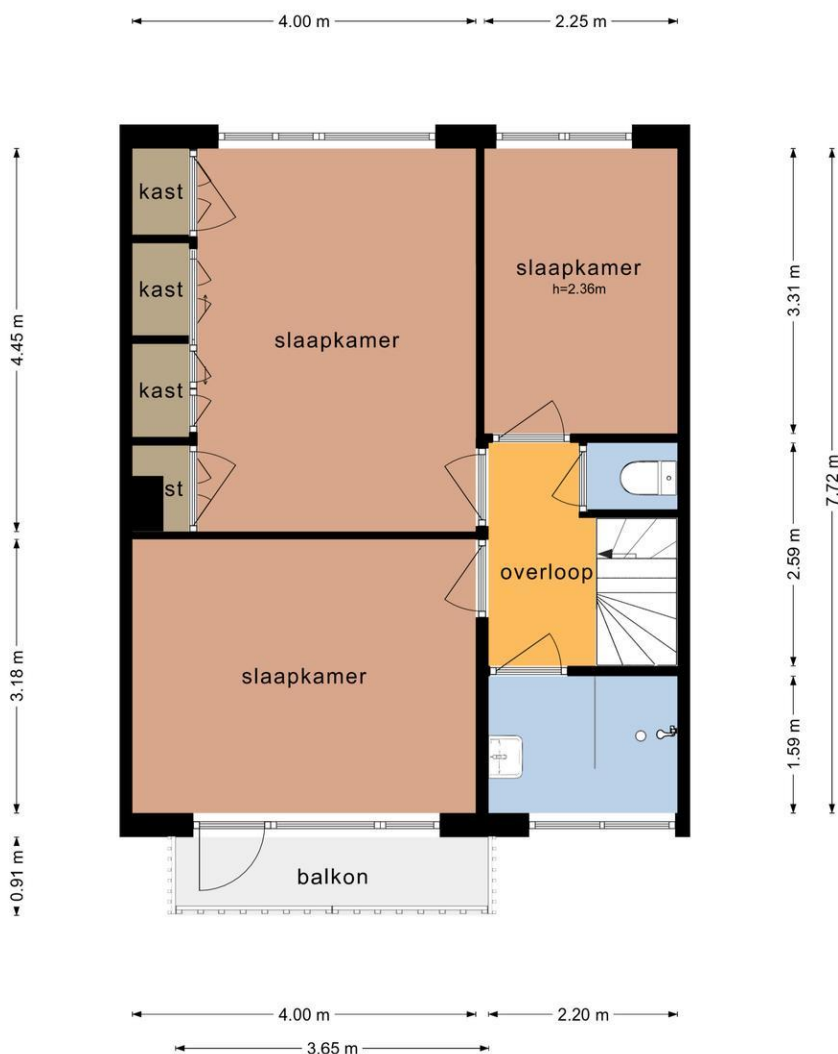 4.00 m
2.25 m
kast
kast
kast
st
slaapkamer
slaapkamer
h=2.36m
4.45 m
3.31 m
7.72 m
overloop
2.59 m
slaapkamer
3.18 m
1.59 m
balkon
0.91 m
4.00 m
2.20 m
3.65 m